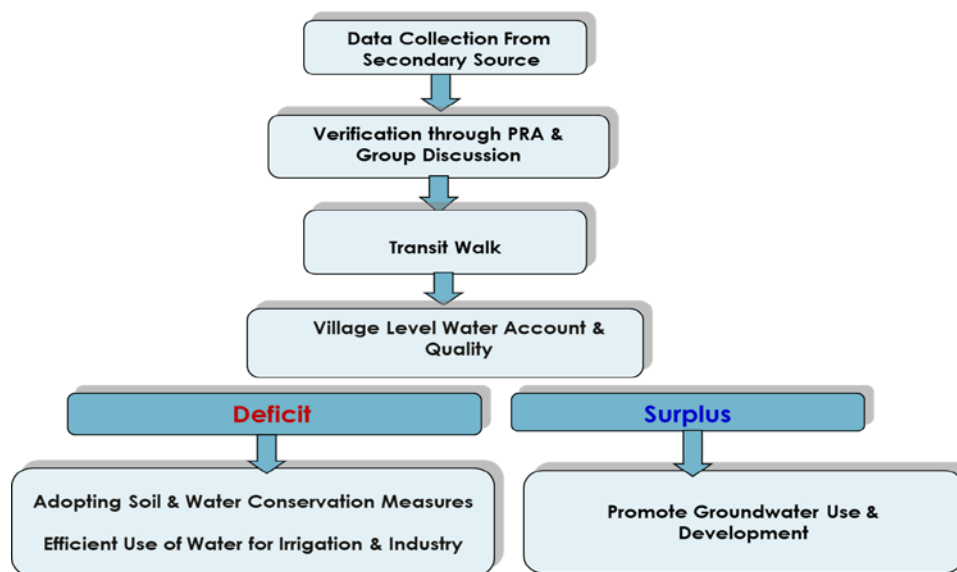 Data Collection From
Secondary Source
Verification through PRA &
Group Discussion
Transit Walk
Village Level Water Account &
Quality
Deficit
Surplus
Adopting Soil & Water Conservation Measures
Efficient Use of Water for Irrigation & Industry
Promote Groundwater Use &
Development